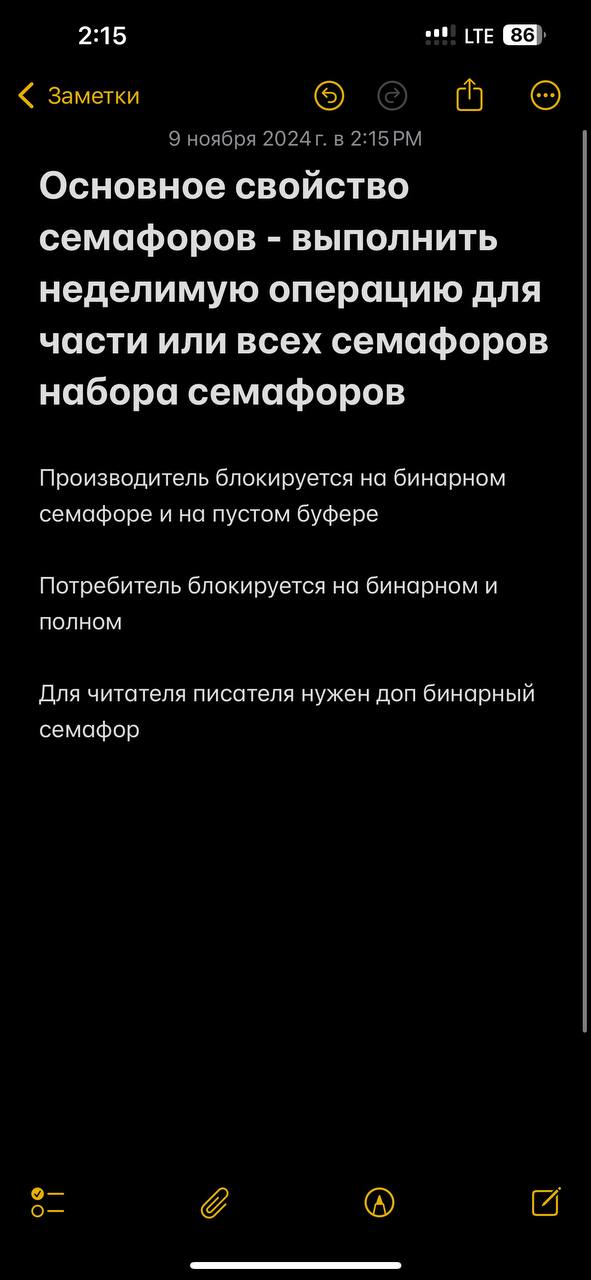 2:15
LTE 86
Заметки
9 ноября 2024 г. в 2:15 PM
Основное свойство
семафоров - выполнить
неделимую операцию для
части или всех семафоров
набора семафоров
Производитель блокируется на бинарном
семафоре и на пустом буфере
Потребитель блокируется на бинарном и
полном
Для читателя писателя нужен доп бинарный
семафор